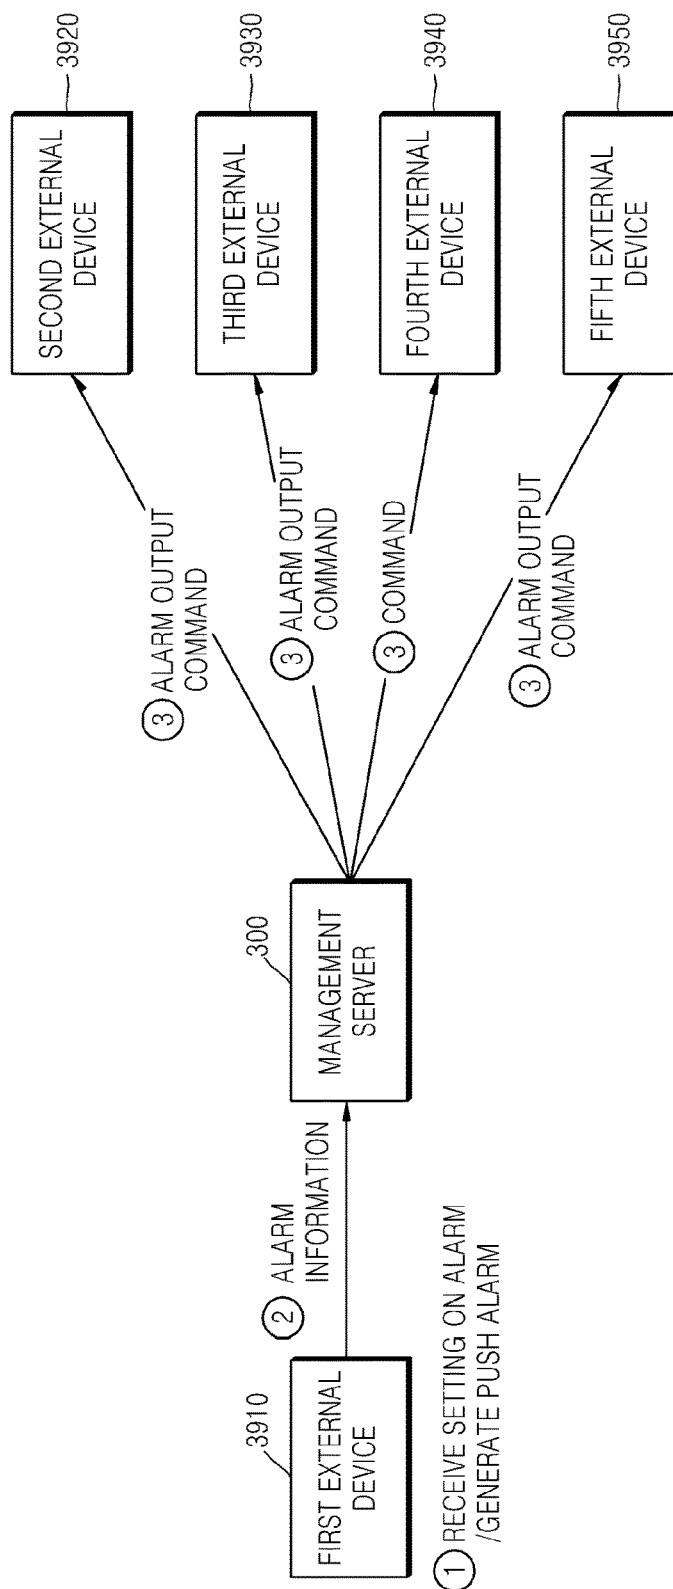 3910
FIRST EXTERNAL
DEVICE
1 RECEIVE SETTING ON ALARM
/GENERATE PUSH ALARM
2 ALARM
INFORMATION
300
MANAGEMENT
SERVER
3 ALARM OUTPUT
COMMAND
3 ALARM OUTPUT
COMMAND
3 COMMAND
3 ALARM OUTPUT
COMMAND
SECOND EXTERNAL
DEVICE
3920
THIRD EXTERNAL
DEVICE
3930
FOURTH EXTERNAL
DEVICE
3940
FIFTH EXTERNAL
DEVICE
3950